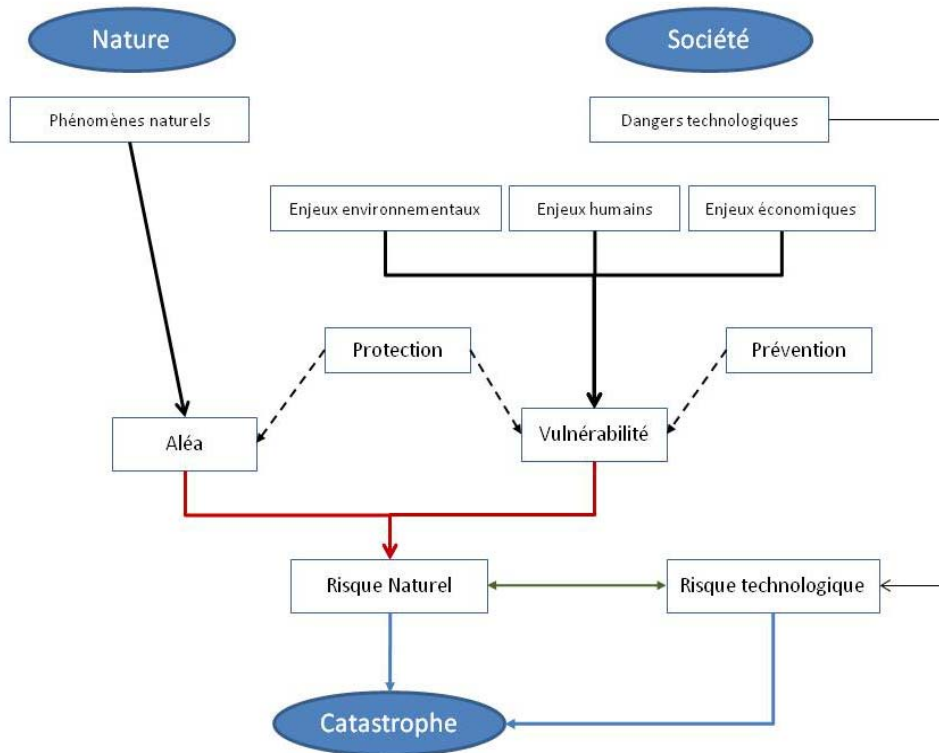 Nature
Société
Phénomènes naturels
Dangers technologiques
Enjeux environnementaux
Enjeux humains
Enjeux économiques
Protection
Prévention
Aléa
Vulnérabilité
Risque Naturel
Risque technologique
Catastrophe